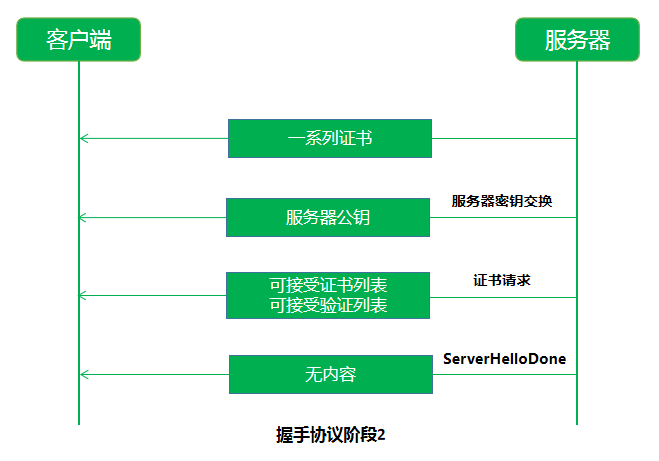 客户端
服务器
一系列证书
服务器密钥交换
服务器公钥
证书请求
可接受证书列表
可接受验证列表
ServerHelloDone
无内容
握手协议阶段2